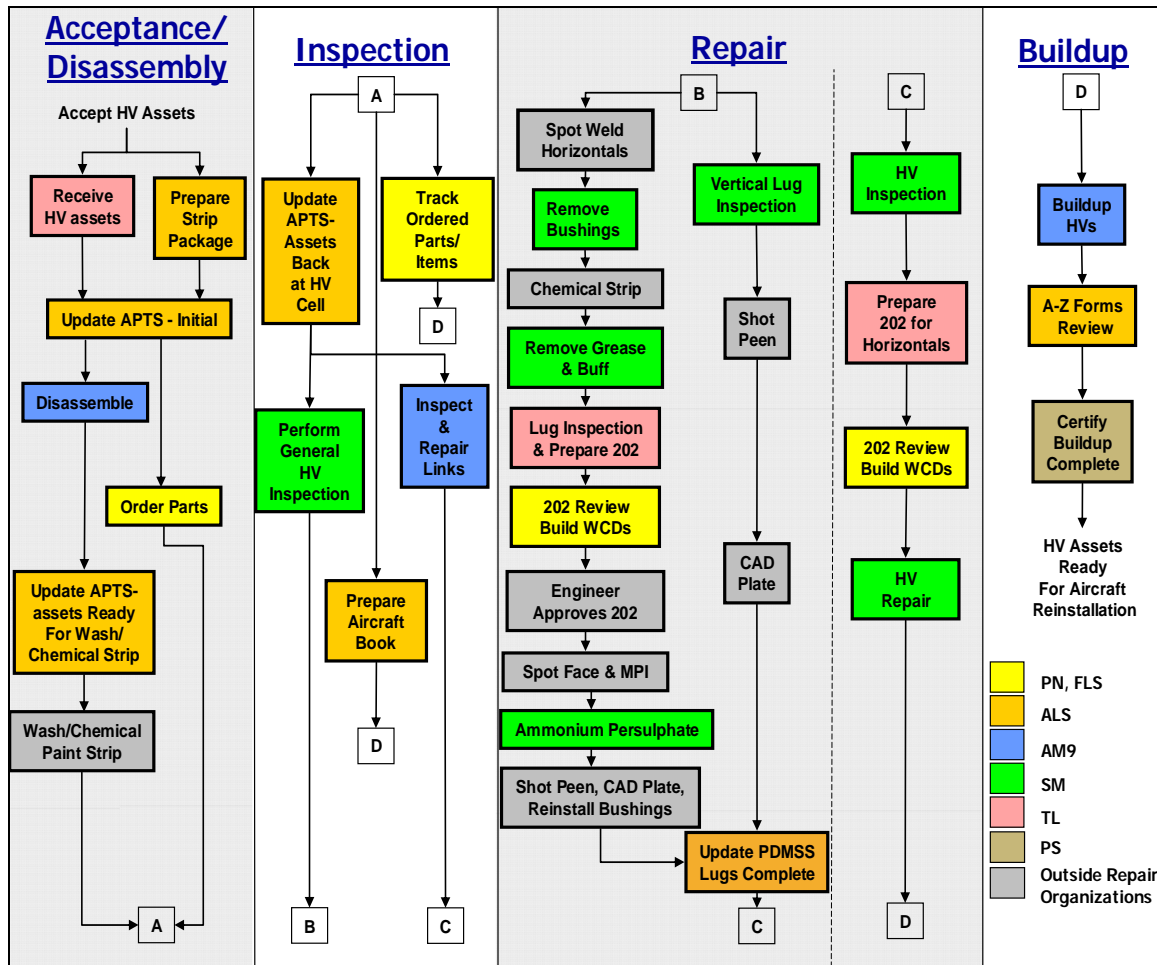 Acceptance/
Disassembly
Accept HV Assets
Receive
HV assets
Prepare
Strip
Package
Update APTS - Initial
Disassemble
Order Parts
Update APTS-
assets Ready
For Wash/
Chemical Strip
Wash/Chemical
Paint Strip
A
Inspection
A
Update
APTS-
Assets
Back
at HV
Cell
Track
Ordered
Parts/
Items
D
Perform
General
HV
Inspection
Inspect
&
Repair
Links
Prepare
Aircraft
Book
D
B
C
Repair
B
Spot Weld
Horizontals
Remove
Bushings
Chemical Strip
Remove Grease
& Buff
Lug Inspection
& Prepare 202
202 Review
Build WCDs
Engineer
Approves 202
Spot Face & MPI
Ammonium Persulphate
Shot Peen, CAD Plate,
Reinstall Bushings
Vertical Lug
Inspection
Shot
Peen
CAD
Plate
Update PDMSS
Lugs Complete
C
C
HV
Inspection
Prepare
202 for
Horizontals
202 Review
Build WCDs
HV
Repair
D
Buildup
D
Buildup
HVs
A-Z Forms
Review
Certify
Buildup
Complete
HV Assets
Ready
For Aircraft
Reinstallation
PN, FLS
ALS
AM9
SM
TL
PS
Outside Repair
Organizations